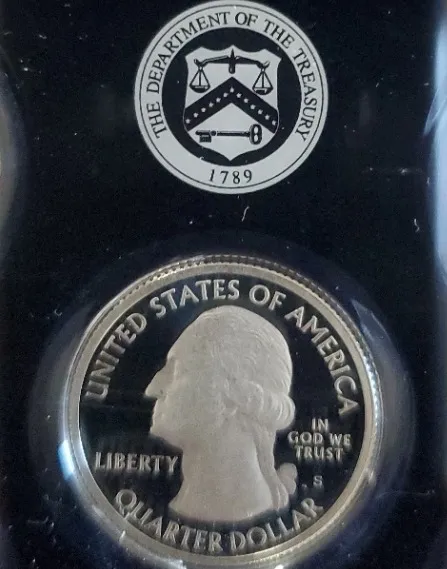 THE DEPARTMENT OF THE TREASURY
1789
UNITED STATES OF AMERICA
LIBERTY
IN
GOD WE
TRUST
S
QUARTER DOLLAR